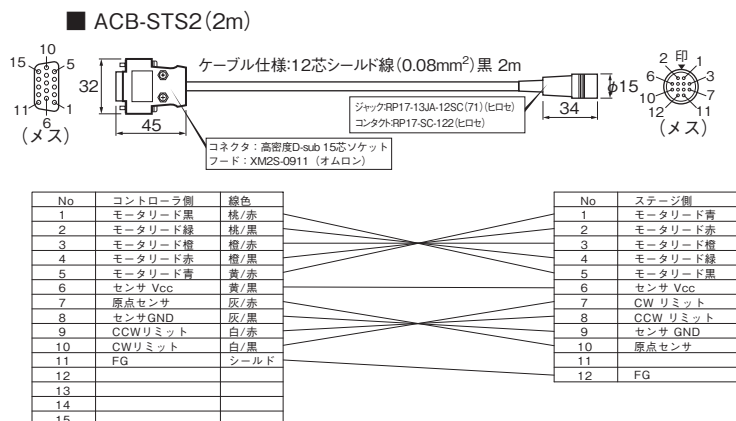 ■ ACB-STS2(2m)
10
15
5
11
1
6
(メス)
32
45
ケーブル仕様:12芯シールド線(0.08mm²)黒 2m
ジャック:RP17-13JA-12SC(71)(ヒロセ)
コンタクト:RP17-SC-122(ヒロセ)
コネクタ：高密度D-sub 15芯ソケット
フード：XM2S-0911 (オムロン)
34
φ15
2 印 1
6 3
10 7
12 11
(メス)
No コントローラ側 線色
1 モータリード黒 桃/赤
2 モータリード緑 桃/黒
3 モータリード橙 橙/赤
4 モータリード赤 橙/黒
5 モータリード青 黄/赤
6 センサ Vcc 黄/黒
7 原点センサ 灰/赤
8 センサGND 灰/黒
9 CCWリミット 白/赤
10 CWリミット 白/黒
11 FG シールド
12
13
14
15
No ステージ側
1 モータリード青
2 モータリード赤
3 モータリード橙
4 モータリード緑
5 モータリード黒
6 センサ Vcc
7 CW リミット
8 CCW リミット
9 センサ GND
10 原点センサ
11
12 FG